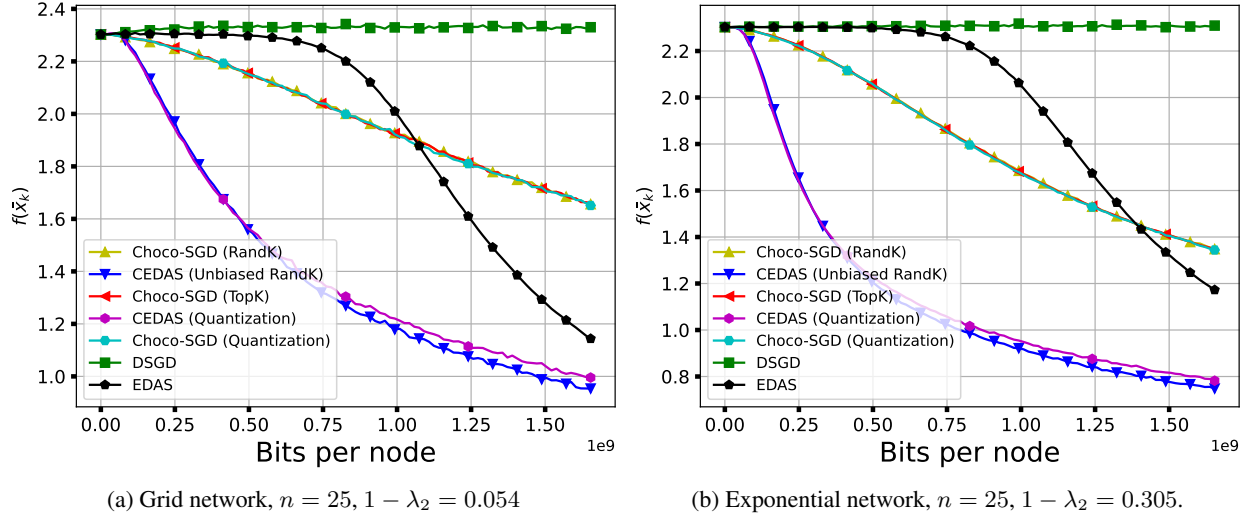 2.4
2.2
2.0
1.8
1.6
1.4
1.2
1.0
f(x̄ₖ)
Choco-SGD (RandK)
CEDAS (Unbiased RandK)
Choco-SGD (TopK)
CEDAS (Quantization)
Choco-SGD (Quantization)
DSGD
EDAS
0.00 0.25 0.50 0.75 1.00 1.25 1.50
1e9
Bits per node
(a) Grid network, n = 25, 1 − λ₂ = 0.054
2.2
2.0
1.8
1.6
1.4
1.2
1.0
0.8
f(x̄ₖ)
Choco-SGD (RandK)
CEDAS (Unbiased RandK)
Choco-SGD (TopK)
CEDAS (Quantization)
Choco-SGD (Quantization)
DSGD
EDAS
0.00 0.25 0.50 0.75 1.00 1.25 1.50
1e9
Bits per node
(b) Exponential network, n = 25, 1 − λ₂ = 0.305.